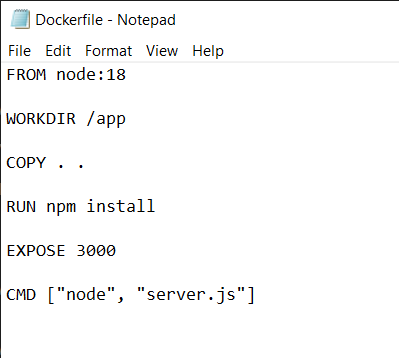 Dockerfile - Notepad
File Edit Format View Help
FROM node:18
WORKDIR /app
COPY . .
RUN npm install
EXPOSE 3000
CMD ["node", "server.js"]